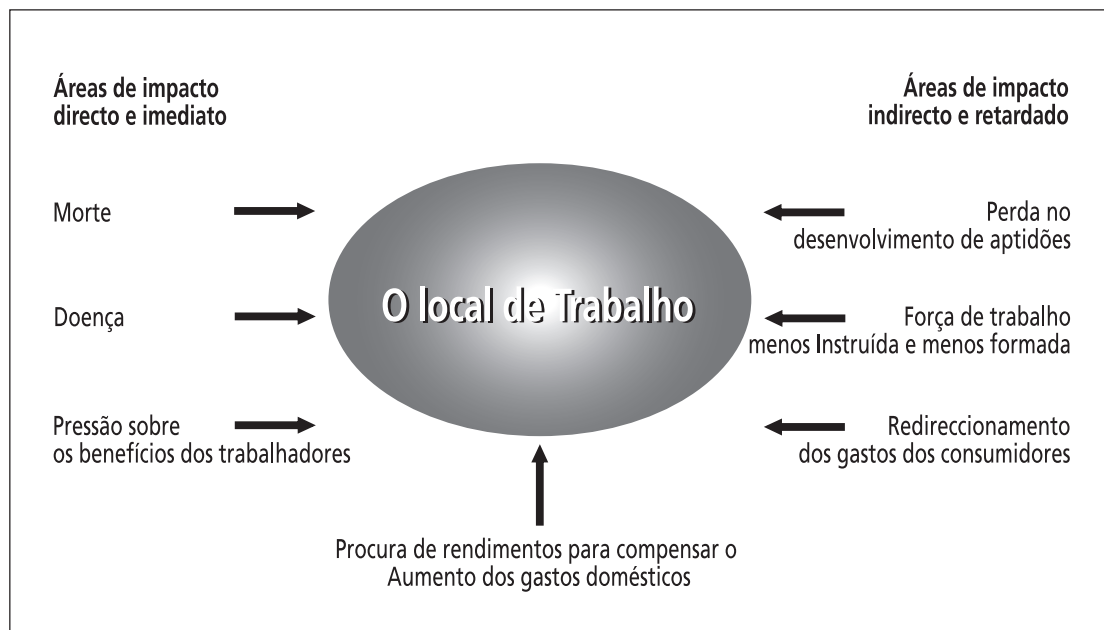 Áreas de impacto
directo e imediato
Morte
Doença
Pressão sobre
os benefícios dos trabalhadores
O local de Trabalho
Áreas de impacto
indirecto e retardado
Perda no
desenvolvimento de aptidões
Força de trabalho
menos Instruída e menos formada
Redireccionamento
dos gastos dos consumidores
Procura de rendimentos para compensar o
Aumento dos gastos domésticos